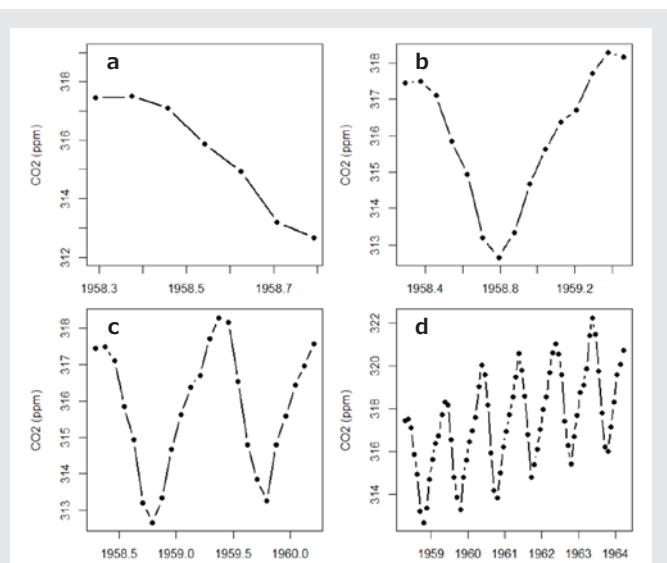 a
CO2 (ppm)
312 314 316 318
1958.3 1958.5 1958.7
b
CO2 (ppm)
313 314 315 316 317 318
1958.4 1958.8 1959.2
c
CO2 (ppm)
313 314 315 316 317 318
1958.5 1959.0 1959.5 1960.0
d
CO2 (ppm)
314 316 318 320 322
1959 1960 1961 1962 1963 1964